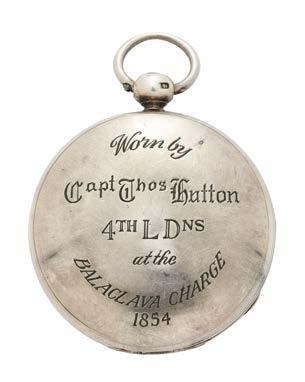 Worn by
Capt Thos Hutton
4TH L DNS
at the
BALACLAVA CHARGE
1854